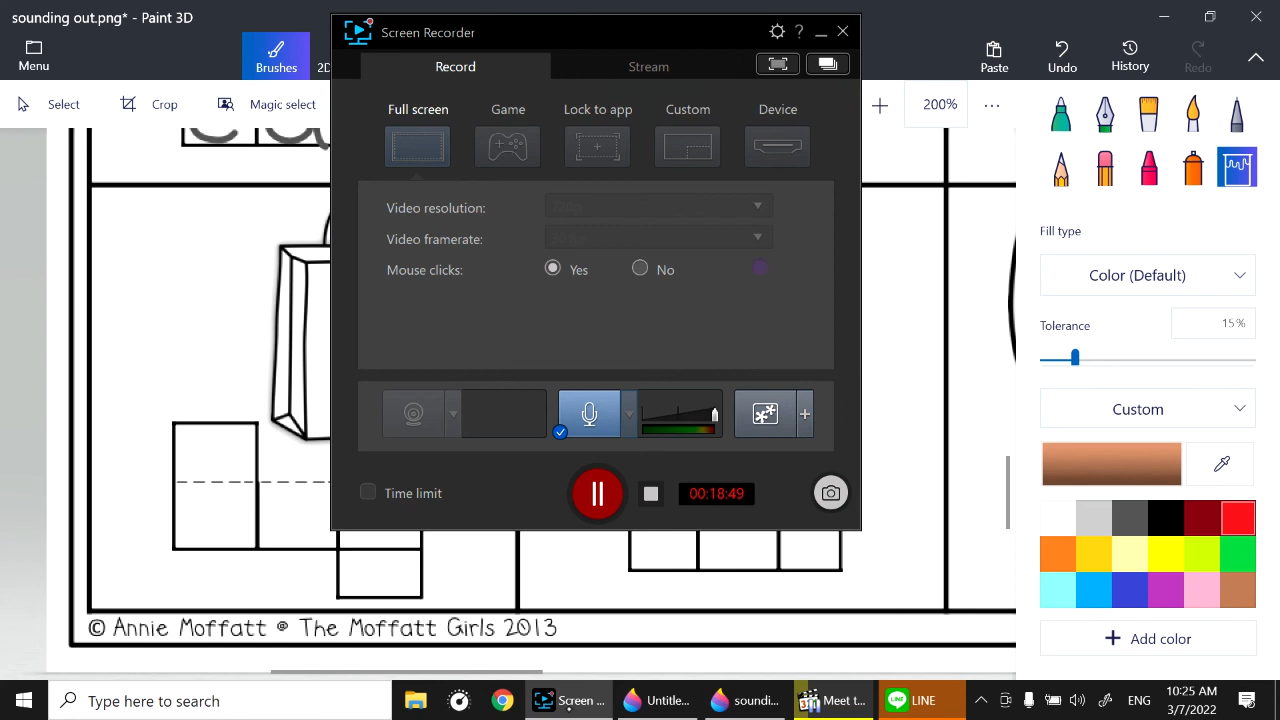 sounding out.png* - Paint 3D
Menu
Brushes
2D
Select
Crop
Magic select
Screen Recorder
?
Record
Stream
Full screen
Game
Lock to app
Custom
Device
Video resolution:
Video framerate:
Mouse clicks:
Yes
No
Time limit
00:18:49
Paste
Undo
History
Redo
200%
Fill type
Color (Default)
Tolerance
15%
Custom
Add color
© Annie Moffatt @ The Moffatt Girls 2013
Type here to search
Screen ...
Untitle...
soundi...
Meet t...
LINE
ENG
10:25 AM
3/7/2022